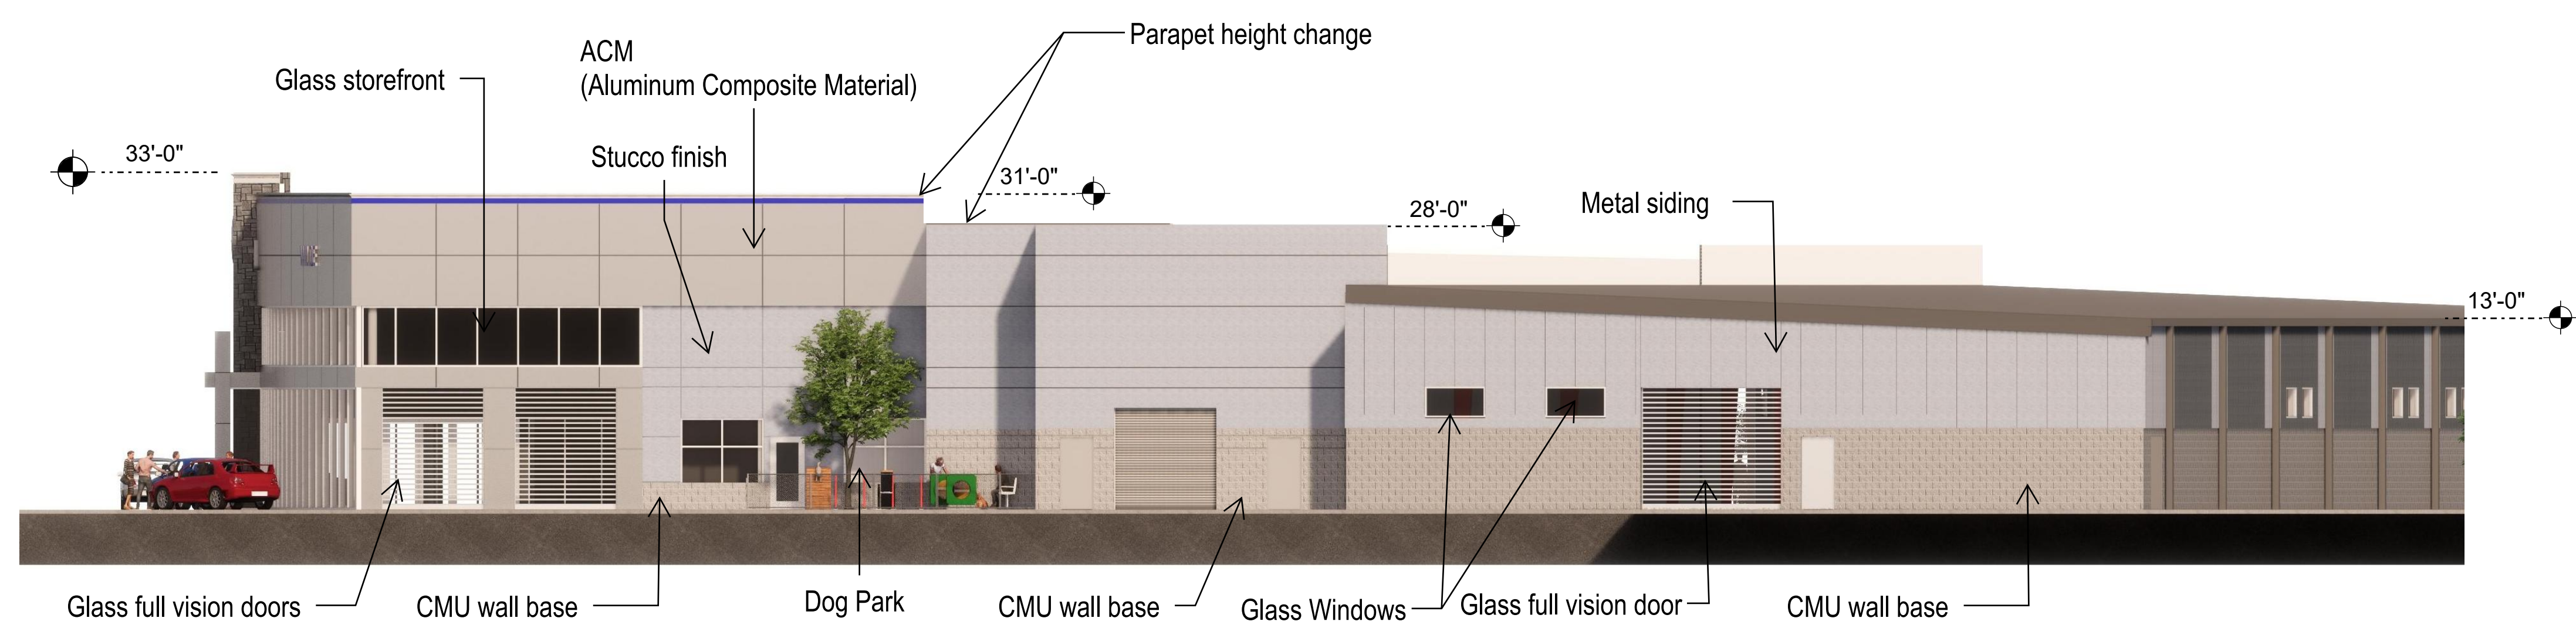 Parapet height change
ACM
(Aluminum Composite Material)
Glass storefront
Stucco finish
33'-0"
31'-0"
28'-0"
Metal siding
13'-0"
Glass full vision doors
CMU wall base
Dog Park
CMU wall base
Glass Windows
Glass full vision door
CMU wall base